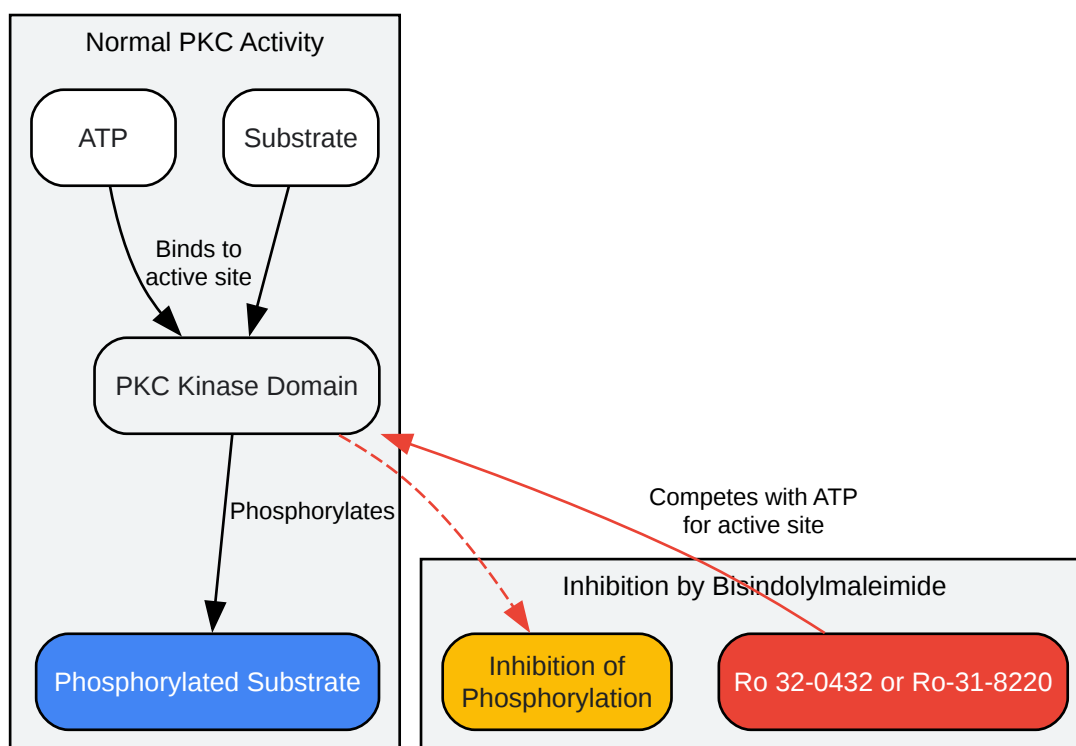 Normal PKC Activity
ATP
Substrate
Binds to
active site
PKC Kinase Domain
Phosphorylates
Competes with ATP
for active site
Inhibition by Bisindolylmaleimide
Phosphorylated Substrate
Inhibition of
Phosphorylation
Ro 32-0432 or Ro-31-8220